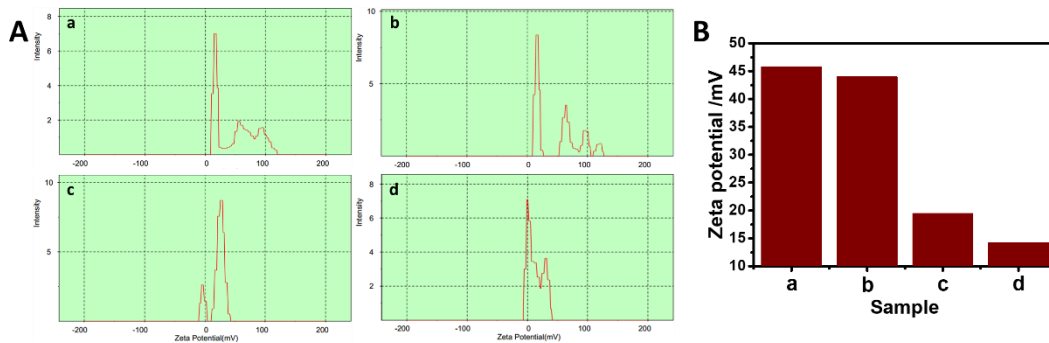 A
a
Intensity
8
6
4
2
-200 -100 0 100 200
b
Intensity
10
5
-200 -100 0 100 200
c
Intensity
10
5
-200 -100 0 100 200
Zeta Potential(mV)
d
Intensity
8
6
4
2
-200 -100 0 100 200
Zeta Potential(mV)
B
Zeta potential /mV
50
45
40
35
30
25
20
15
10
a b c d
Sample